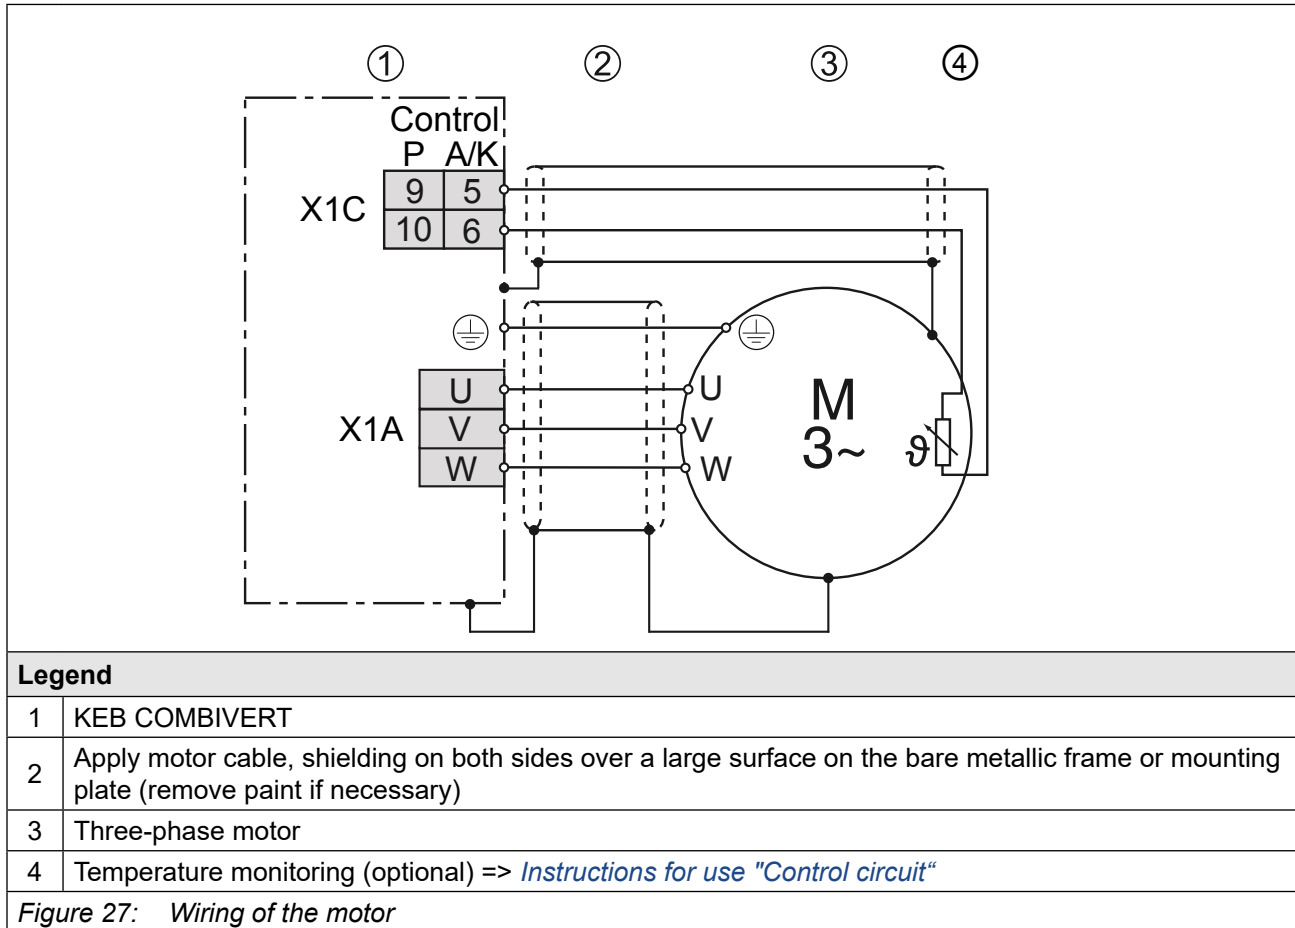 ① ② ③ ④
Control
P A/K
X1C 9 5
10 6
U U
X1A V V
W W
M
3~
ϑ
Legend
1 KEB COMBIVERT
2 Apply motor cable, shielding on both sides over a large surface on the bare metallic frame or mounting
plate (remove paint if necessary)
3 Three-phase motor
4 Temperature monitoring (optional) => Instructions for use "Control circuit“
Figure 27: Wiring of the motor